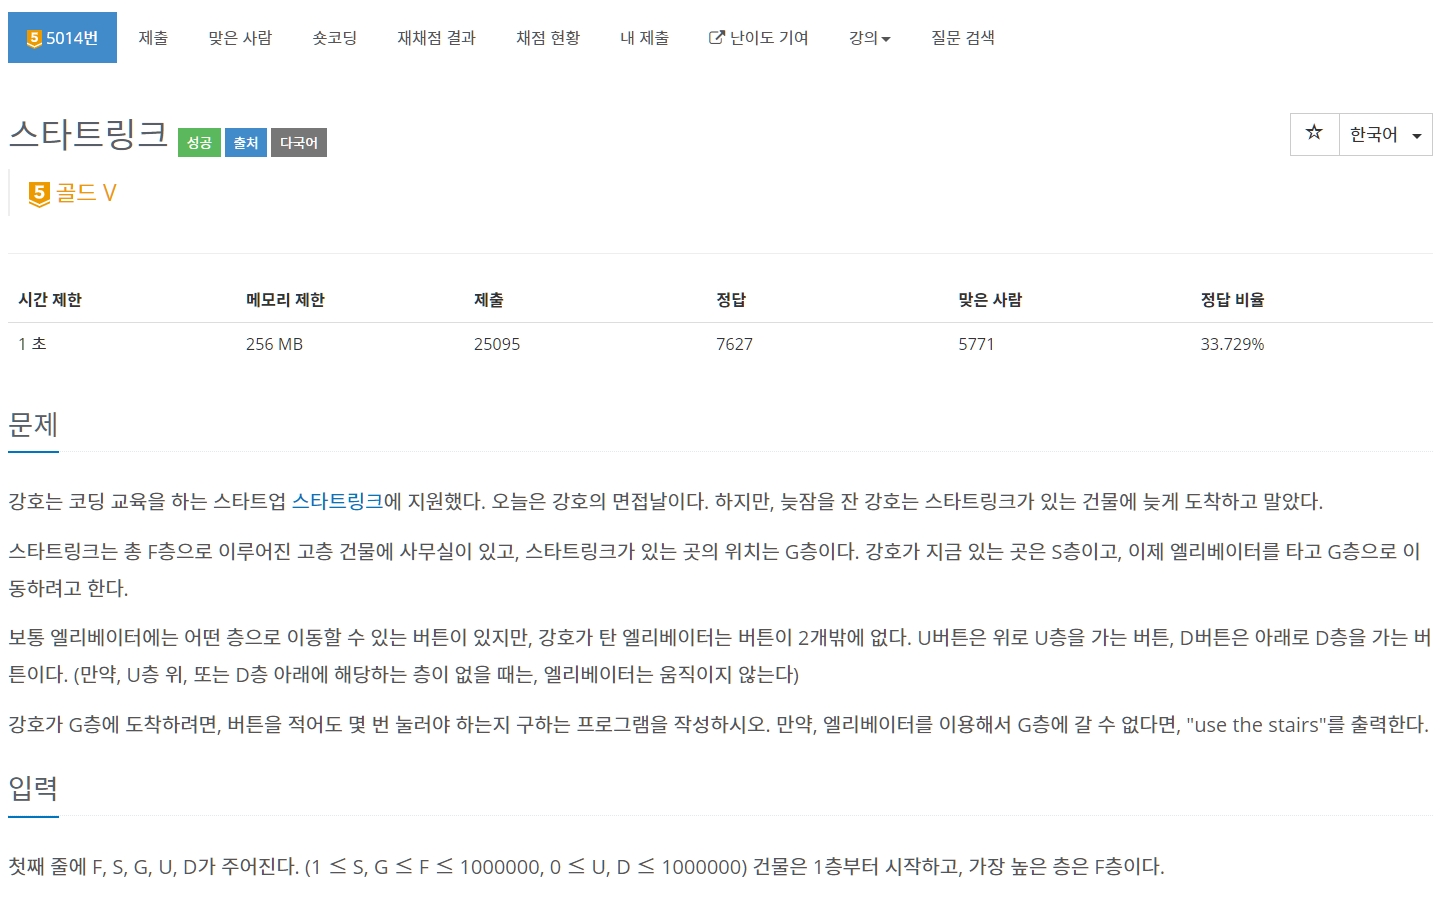 5 5014번 제출 맞은 사람 숏코딩 재채점 결과 채점 현황 내 제출 난이도 기여 강의 질문 검색
스타트링크 성공 출처 다국어 한국어
5 골드 V
시간 제한 메모리 제한 제출 정답 맞은 사람 정답 비율
1 초 256 MB 25095 7627 5771 33.729%
문제
강호는 코딩 교육을 하는 스타트업 스타트링크에 지원했다. 오늘은 강호의 면접날이다. 하지만, 늦잠을 잔 강호는 스타트링크가 있는 건물에 늦게 도착하고 말았다.
스타트링크는 총 F층으로 이루어진 고층 건물에 사무실이 있고, 스타트링크가 있는 곳의 위치는 G층이다. 강호가 지금 있는 곳은 S층이고, 이제 엘리베이터를 타고 G층으로 이
동하려고 한다.
보통 엘리베이터에는 어떤 층으로 이동할 수 있는 버튼이 있지만, 강호가 탄 엘리베이터는 버튼이 2개밖에 없다. U버튼은 위로 U층을 가는 버튼, D버튼은 아래로 D층을 가는 버
튼이다. (만약, U층 위, 또는 D층 아래에 해당하는 층이 없을 때는, 엘리베이터는 움직이지 않는다)
강호가 G층에 도착하려면, 버튼을 적어도 몇 번 눌러야 하는지 구하는 프로그램을 작성하시오. 만약, 엘리베이터를 이용해서 G층에 갈 수 없다면, "use the stairs"를 출력한다.
입력
첫째 줄에 F, S, G, U, D가 주어진다. (1 ≤ S, G ≤ F ≤ 1000000, 0 ≤ U, D ≤ 1000000) 건물은 1층부터 시작하고, 가장 높은 층은 F층이다.